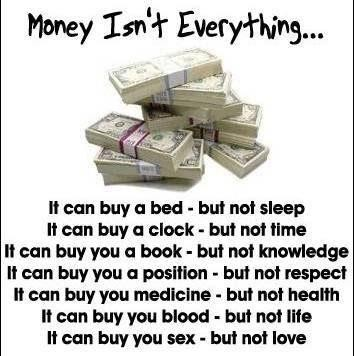 Money Isn't Everything...
It can buy a bed - but not sleep
It can buy a clock - but not time
It can buy you a book - but not knowledge
It can buy you a position - but not respect
It can buy you medicine - but not health
It can buy you blood - but not life
It can buy you sex - but not love